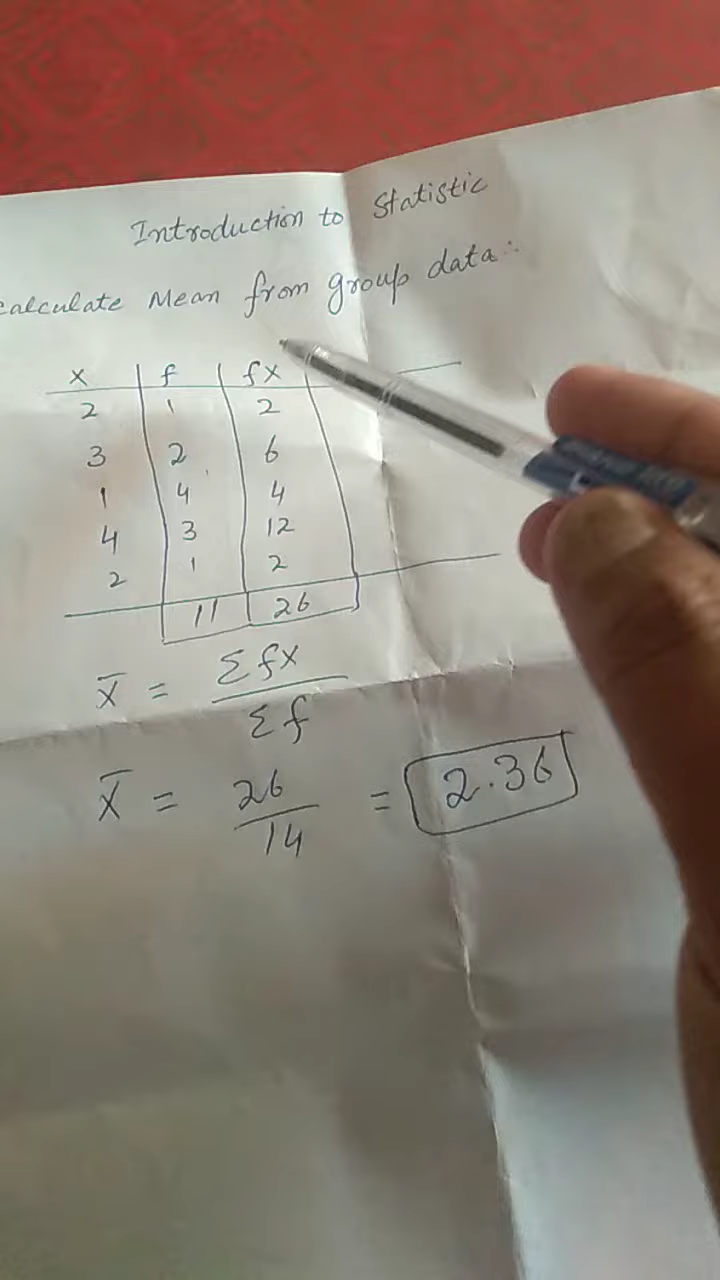 Introduction to Statistic
calculate Mean from group data:
x f fx
2 1 2
3 2 6
1 4 4
4 3 12
2 1 2
11 26
x̄ = Σfx / Σf
x̄ = 26 / 14 = 2.36